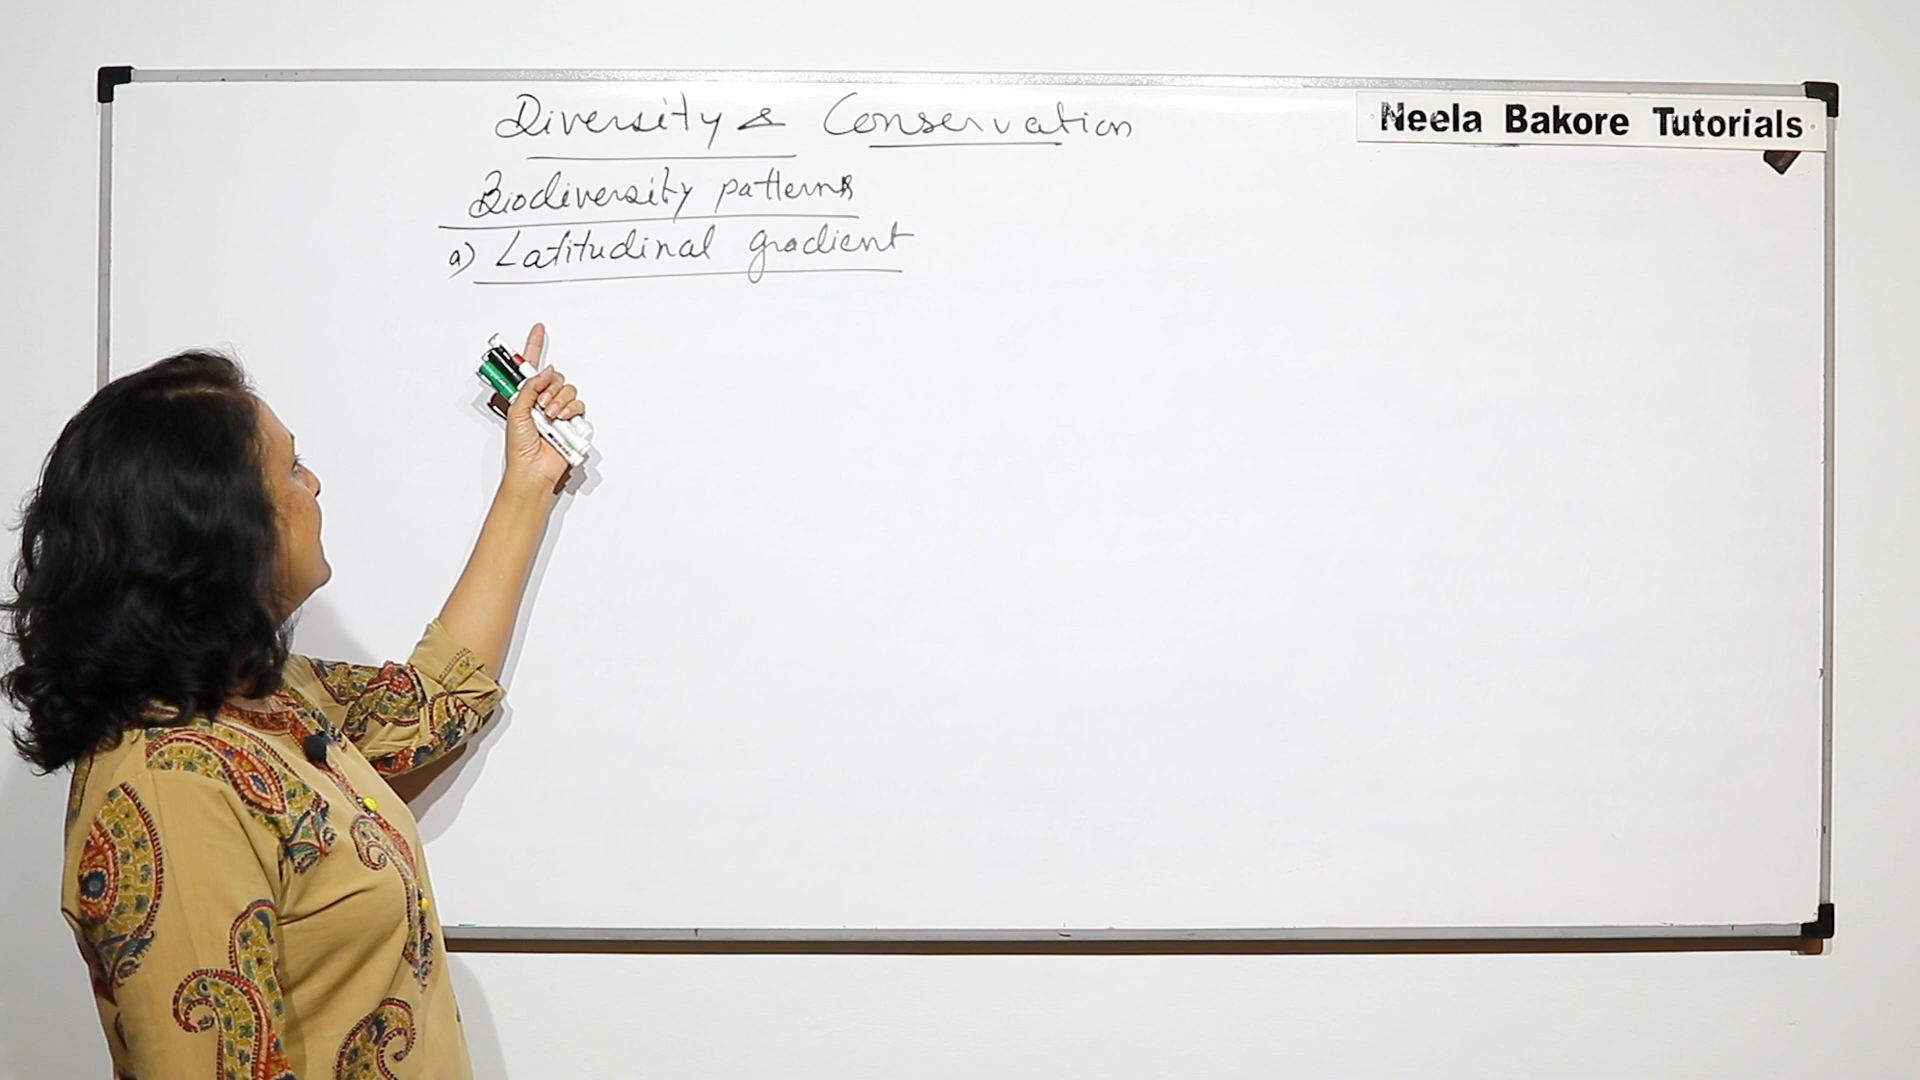 Diversity & Conservation
Neela Bakore Tutorials
Biodiversity patterns
a) Latitudinal gradient